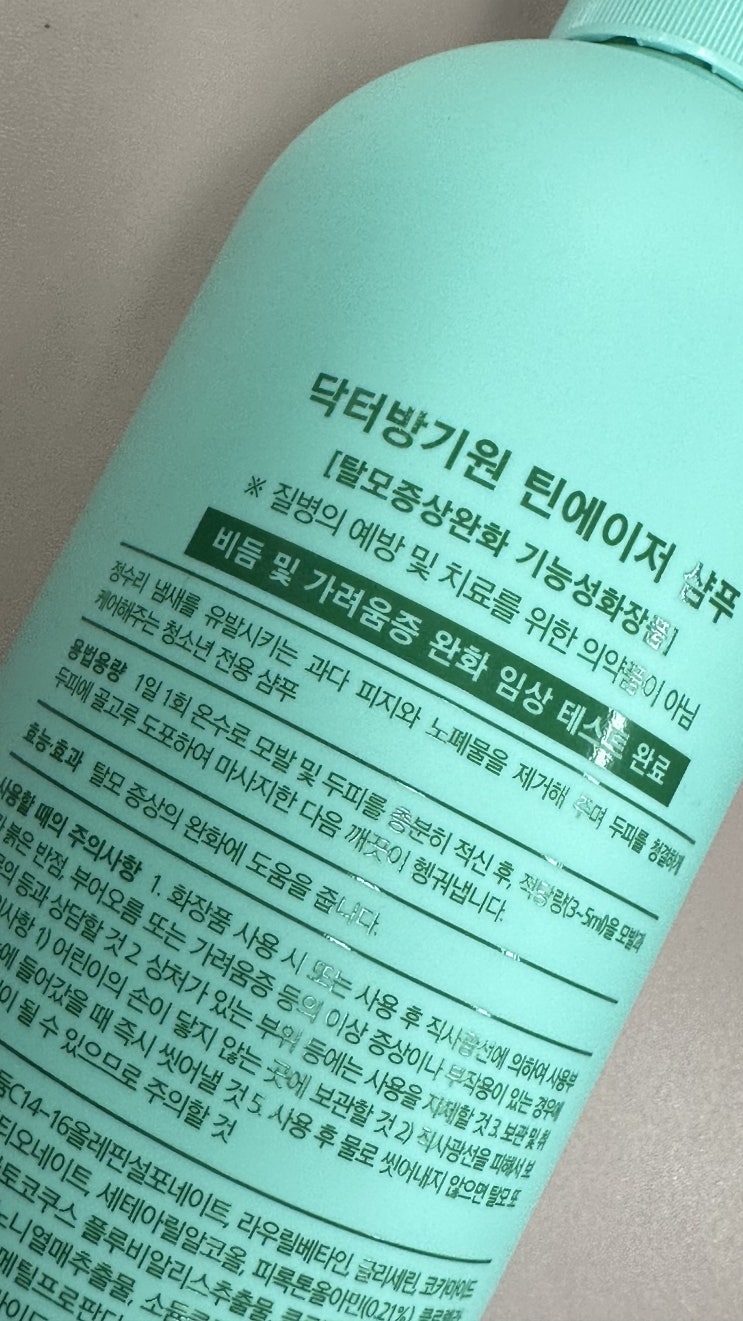 닥터방기원 틴에이저 샴푸
[탈모증상완화 기능성화장품]
※ 질병의 예방 및 치료를 위한 의약품이 아님
비듬 및 가려움증 완화 임상 테스트 완료
정수리 냄새를 유발시키는 과다 피지와 노폐물을 제거해 주며 두피를 청결하게
케어해주는 청소년 전용 샴푸
용법용량 1일 1회 온수로 모발 및 두피를 충분히 적신 후, 적당량(3~5ml)을 모발과
두피에 골고루 도포하여 마사지한 다음 깨끗이 헹궈냅니다.
효능·효과 탈모 증상의 완화에 도움을 줍니다.
사용할 때의 주의사항 1. 화장품 사용 시 또는 사용 후 직사광선에 의하여 사용부
붉은 반점, 부어오름 또는 가려움증 등의 이상 증상이나 부작용이 있는 경우에
등과 상담할 것 2. 상처가 있는 부위 등에는 사용을 자제할 것 3. 보관 및 취
1) 어린이의 손이 닿지 않는 곳에 보관할 것 2) 직사광선을 피해서 보
들어갔을 때 즉시 씻어낼 것 5. 사용 후 물로 씻어내지 않으면 탈모 또
될 수 있으므로 주의할 것
C14-16올레핀설포네이트, 라우릴베타인, 글리세린, 코카마이드
세테아릴알코올, 피록톤올아민(0.21%)
플루비알리스추출물,